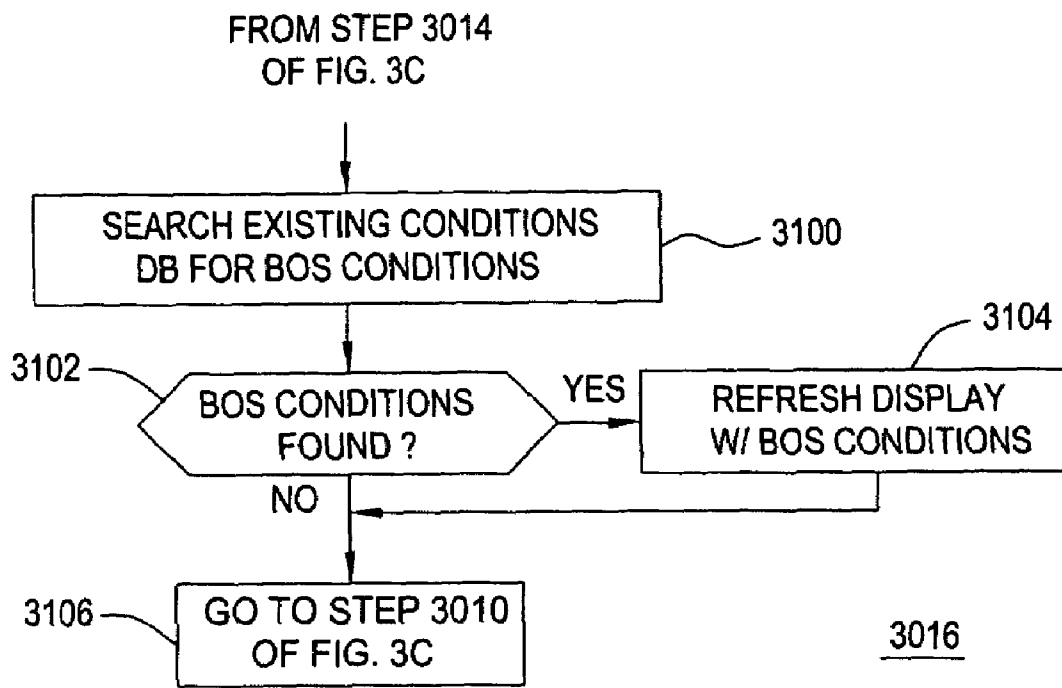 FROM STEP 3014
OF FIG. 3C
SEARCH EXISTING CONDITIONS
DB FOR BOS CONDITIONS
3100
3104
3102
BOS CONDITIONS
FOUND ?
YES
REFRESH DISPLAY
W/ BOS CONDITIONS
NO
3106
GO TO STEP 3010
OF FIG. 3C
3016